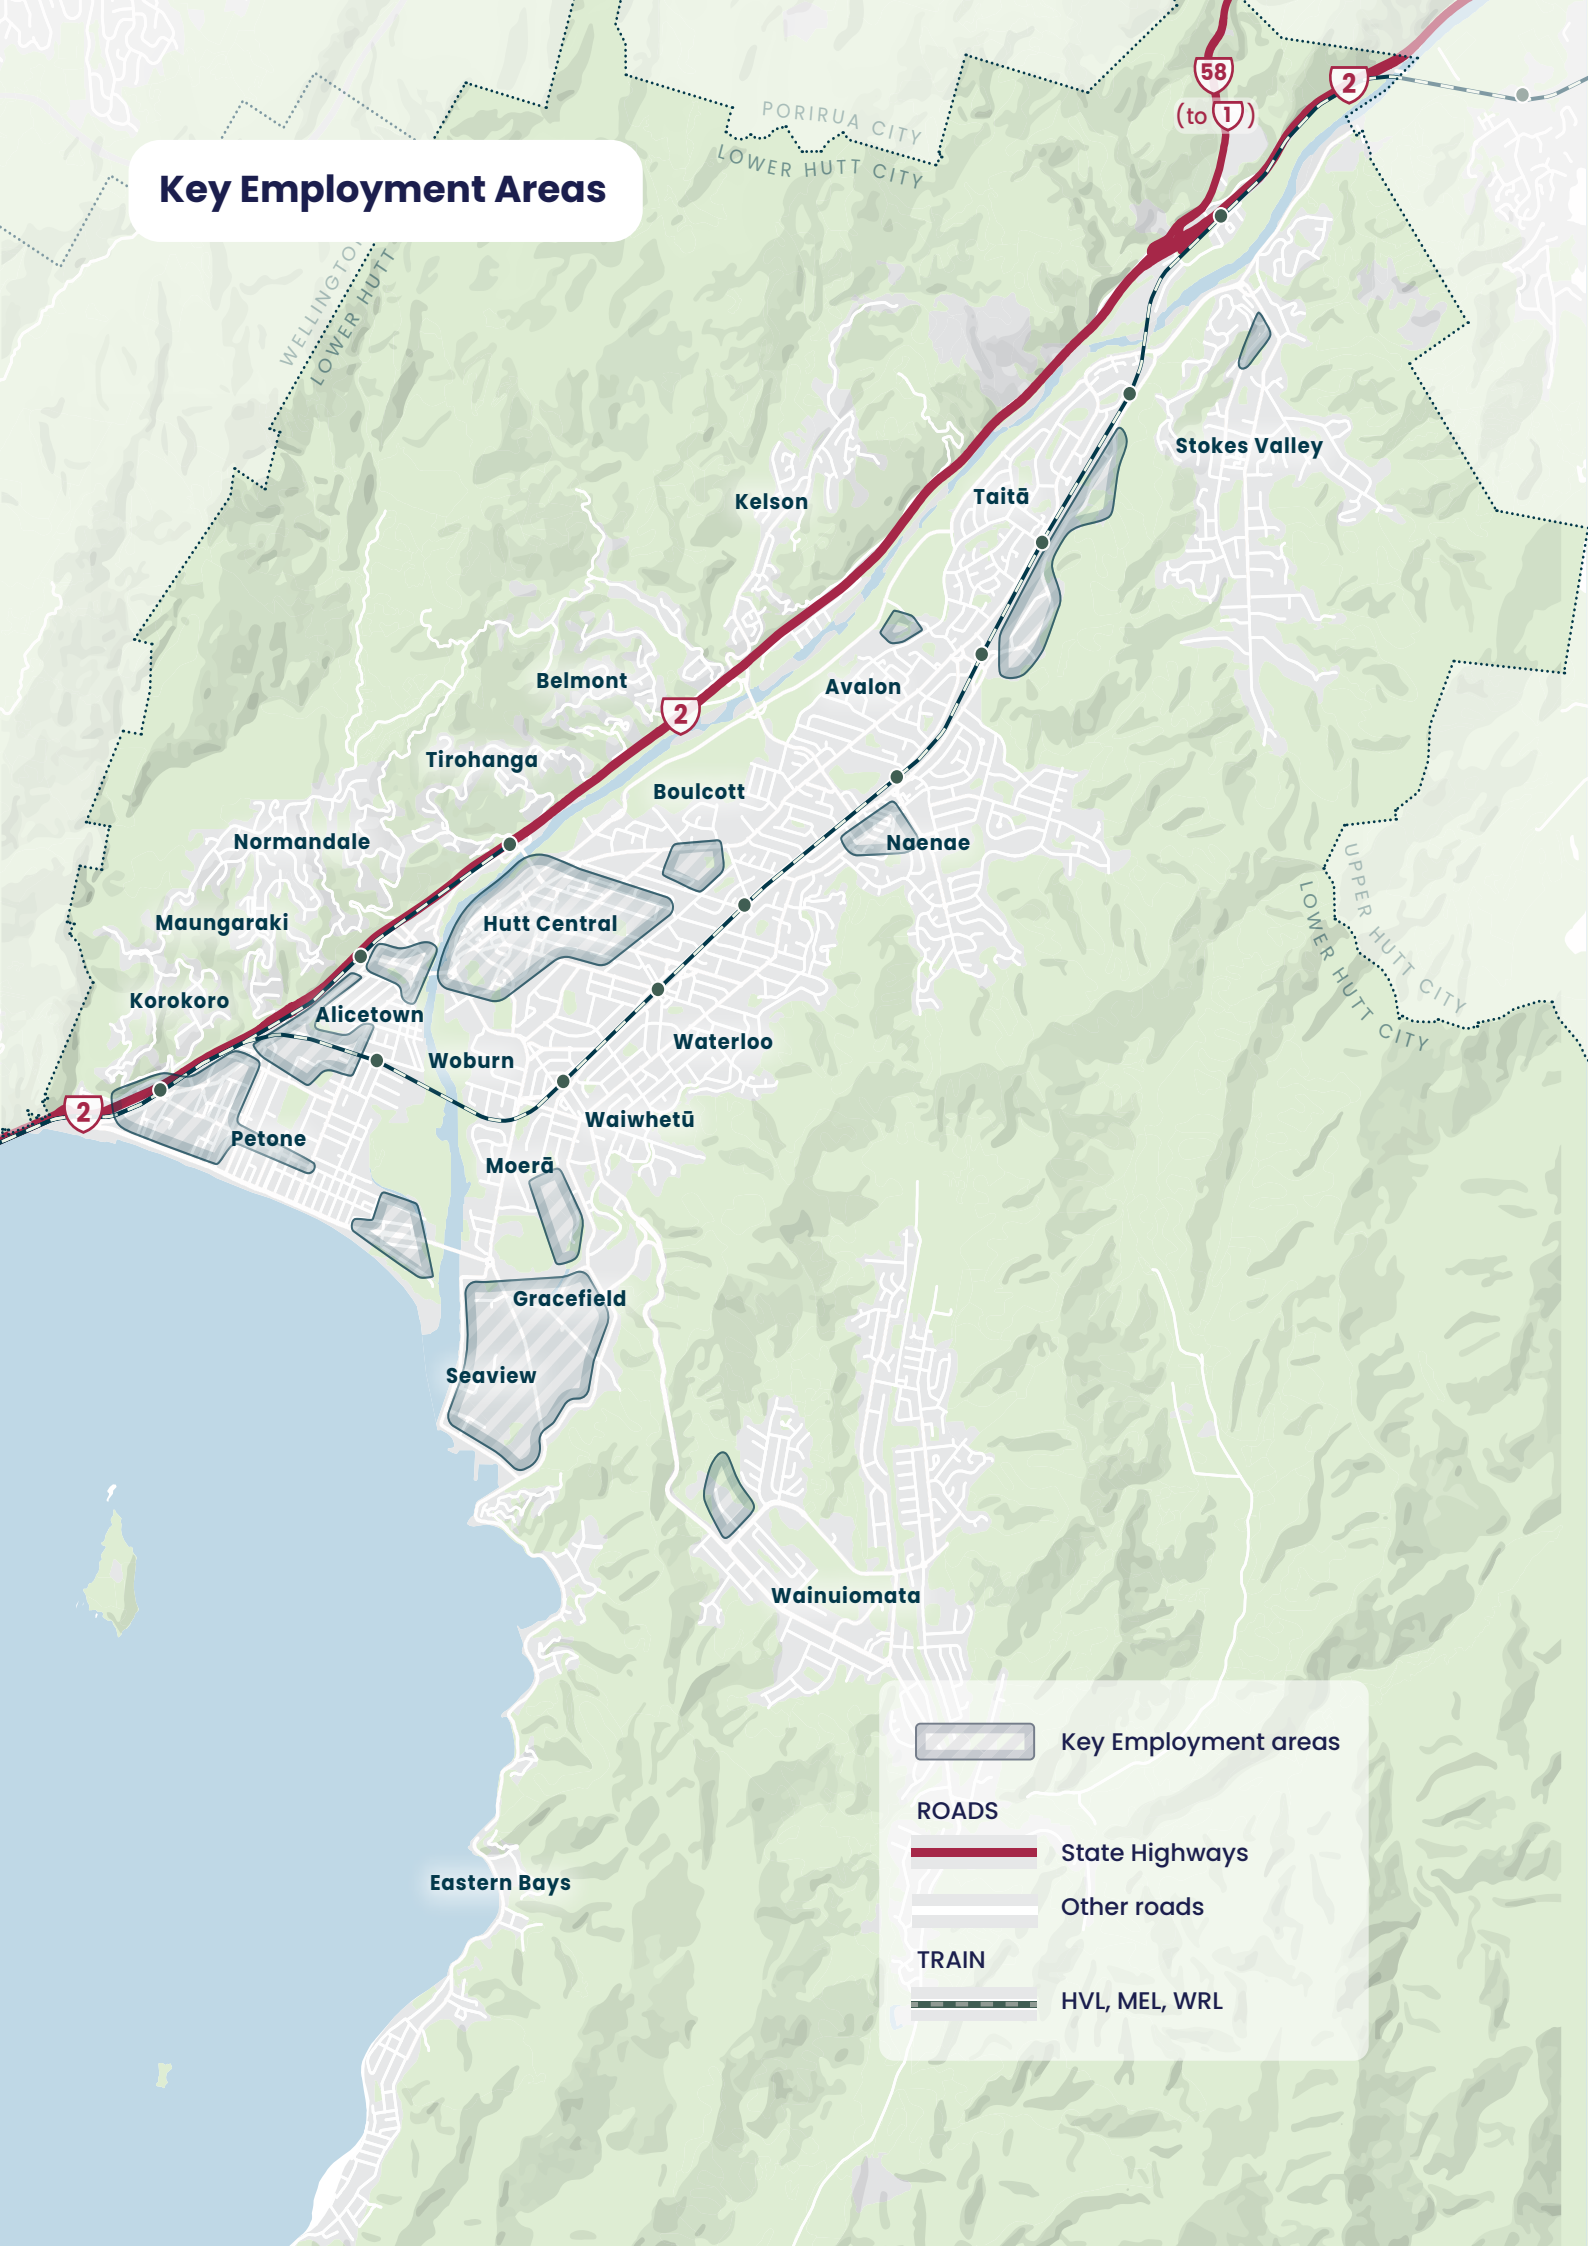 58
2
(to 1)
PORIRUA CITY
LOWER HUTT CITY
Key Employment Areas
WELLINGTO
LOWER HUTT
Stokes Valley
Taitā
Kelson
Belmont
Avalon
2
Tirohanga
Boulcott
Normandale
Naenae
UPPER HUTT CITY
LOWER HUTT CITY
Maungaraki
Hutt Central
Korokoro
Alicetown
Waterloo
Woburn
2
Waiwhetū
Petone
Moerā
Gracefield
Seaview
Wainuiomata
Key Employment areas
ROADS
State Highways
Eastern Bays
Other roads
TRAIN
HVL, MEL, WRL